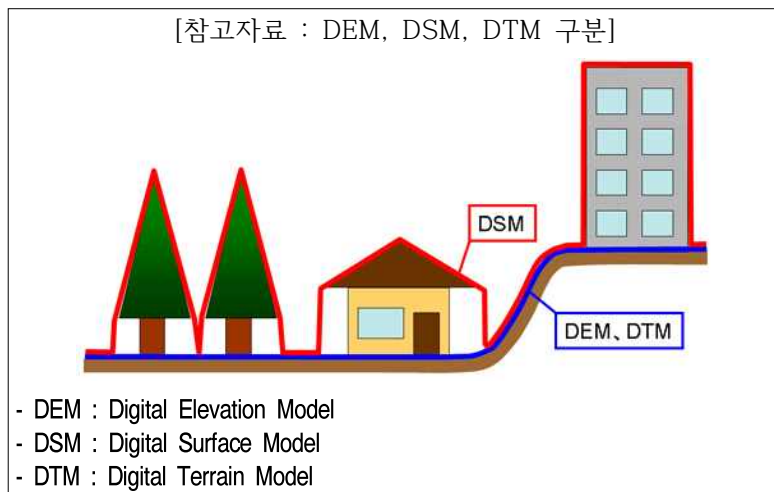 [참고자료 : DEM, DSM, DTM 구분]
DSM
DEM、DTM
- DEM : Digital Elevation Model
- DSM : Digital Surface Model
- DTM : Digital Terrain Model